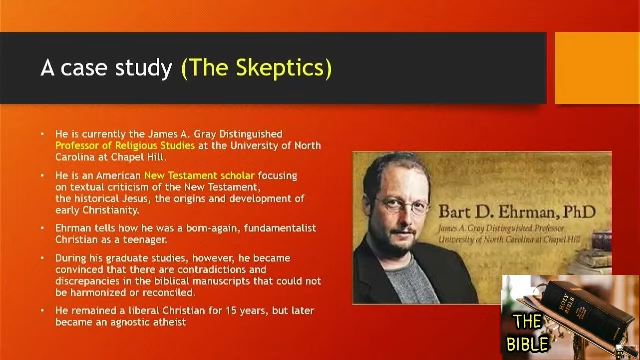 A case study (The Skeptics)
• He is currently the James A. Gray Distinguished
Professor of Religious Studies at the University of North
Carolina at Chapel Hill.
• He is an American New Testament scholar focusing
on textual criticism of the New Testament,
the historical Jesus, the origins and development of
early Christianity.
• Ehrman tells how he was a born-again, fundamentalist
Christian as a teenager.
• During his graduate studies, however, he became
convinced that there are contradictions and
discrepancies in the biblical manuscripts that could not
be harmonized or reconciled.
• He remained a liberal Christian for 15 years, but later
became an agnostic atheist
Bart D. Ehrman, PhD
James A. Gray Distinguished Professor
University of North Carolina at Chapel Hill
HOLY
BIBLE
THE
BIBLE